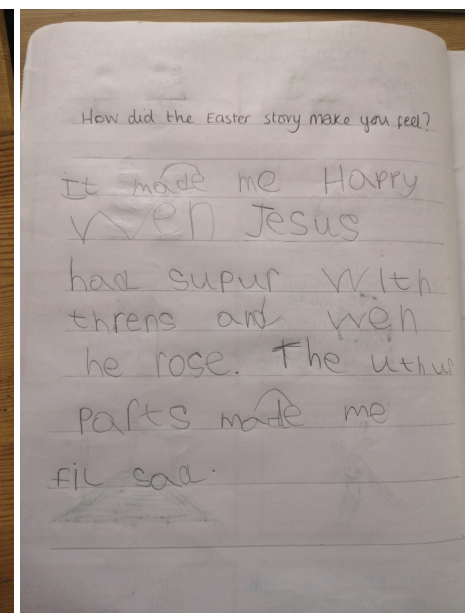 How did the Easter story make you feel?
It made me Happy
Wen Jesus
had supur with
threns and wen
he rose. The uthur
parts made me
fil sad.